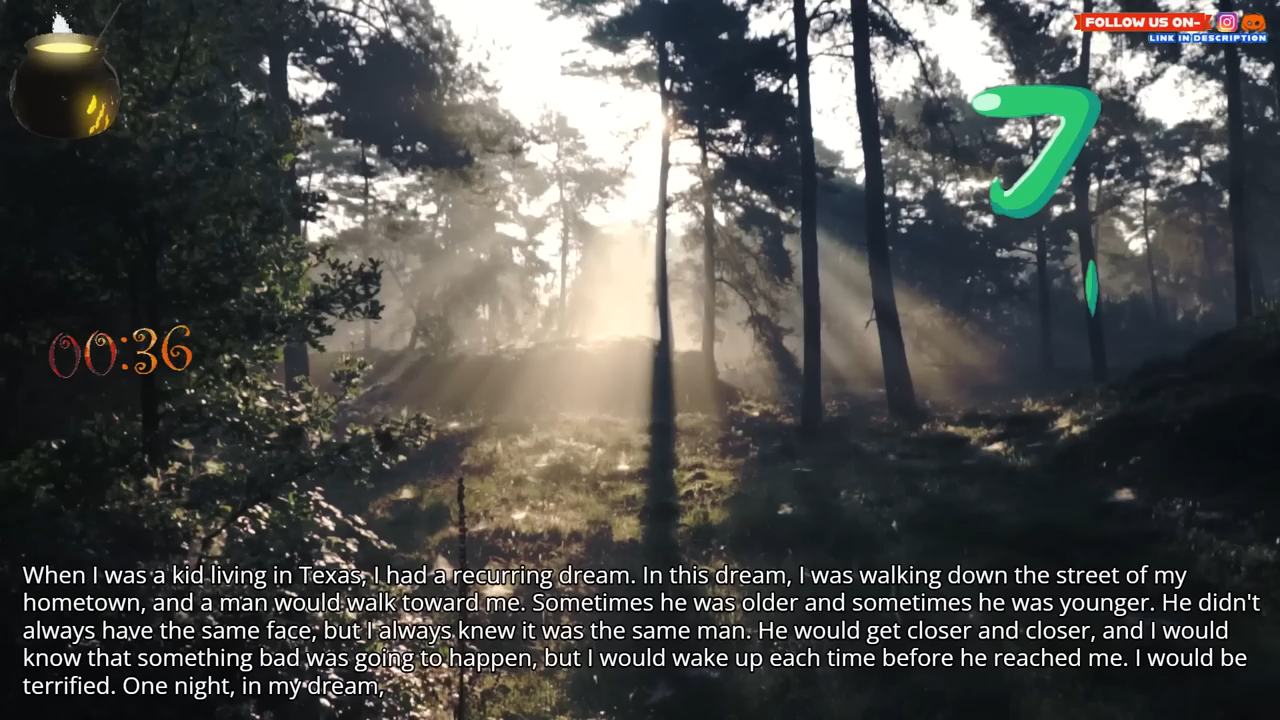 FOLLOW US ON-
LINK IN DESCRIPTION
フ
00:36
When I was a kid living in Texas, I had a recurring dream. In this dream, I was walking down the street of my
hometown, and a man would walk toward me. Sometimes he was older and sometimes he was younger. He didn't
always have the same face, but I always knew it was the same man. He would get closer and closer, and I would
know that something bad was going to happen, but I would wake up each time before he reached me. I would be
terrified. One night, in my dream,